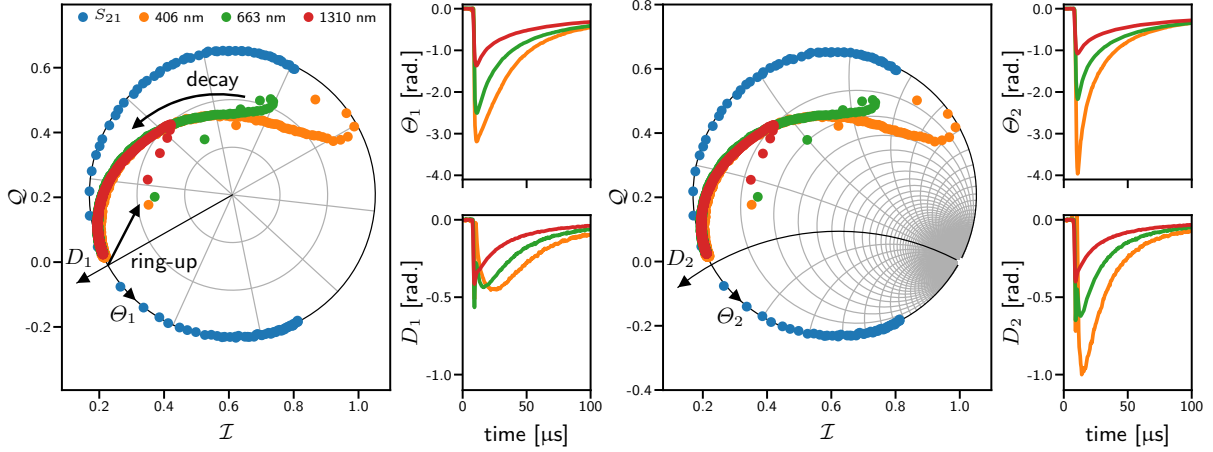 S₂₁ 406 nm 663 nm 1310 nm
decay
ring-up
D₁
Θ₁
𝒬
0.6
0.4
0.2
0.0
-0.2
0.2 0.4 0.6 0.8 1.0
ℐ
Θ₁ [rad.]
0.0
-1.0
-2.0
-3.0
-4.0
D₁ [rad.]
0.0
-0.5
-1.0
0 50 100
time [μs]
𝒬
0.8
0.6
0.4
0.2
0.0
-0.2
-0.4
D₂
Θ₂
0.2 0.4 0.6 0.8 1.0
ℐ
Θ₂ [rad.]
0.0
-1.0
-2.0
-3.0
-4.0
D₂ [rad.]
0.0
-0.5
-1.0
0 50 100
time [μs]